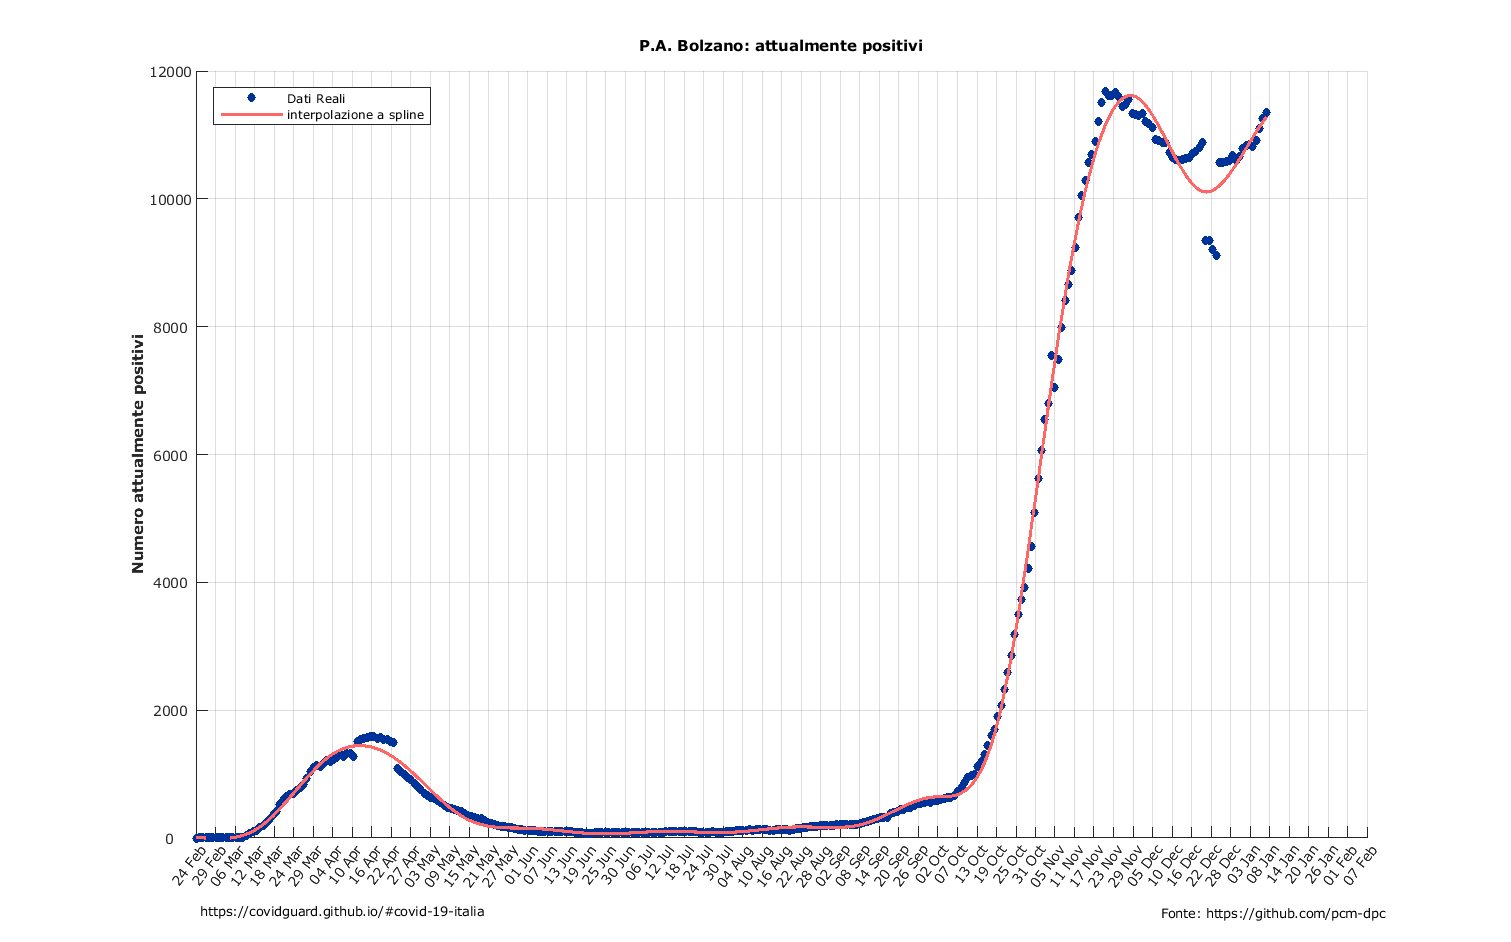 P.A. Bolzano: attualmente positivi
Dati Reali
interpolazione a spline
Numero attualmente positivi
12000
10000
8000
6000
4000
2000
0
24 Feb
29 Feb
06 Mar
12 Mar
18 Mar
24 Mar
29 Mar
04 Apr
10 Apr
16 Apr
22 Apr
27 Apr
03 May
09 May
15 May
21 May
27 May
01 Jun
07 Jun
13 Jun
19 Jun
25 Jun
30 Jun
06 Jul
12 Jul
18 Jul
24 Jul
30 Jul
04 Aug
10 Aug
16 Aug
22 Aug
28 Aug
02 Sep
08 Sep
14 Sep
20 Sep
26 Oct
02 Oct
07 Oct
13 Oct
19 Oct
25 Oct
31 Nov
05 Nov
11 Nov
17 Nov
23 Nov
29 Dec
05 Dec
10 Dec
16 Dec
22 Dec
28 Dec
03 Jan
08 Jan
14 Jan
20 Jan
26 Jan
01 Feb
07 Feb
https://covidguard.github.io/#covid-19-italia
Fonte: https://github.com/pcm-dpc